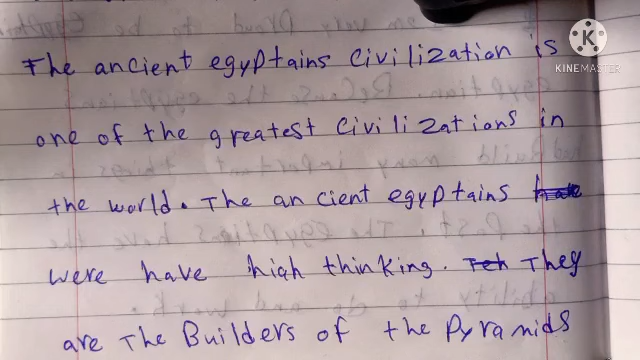 The ancient egyptains civilization is
one of the greatest civilizations in
the world. The ancient egyptains
were have high thinking. They
are The Builders of the Pyramids
K
KINEMASTER